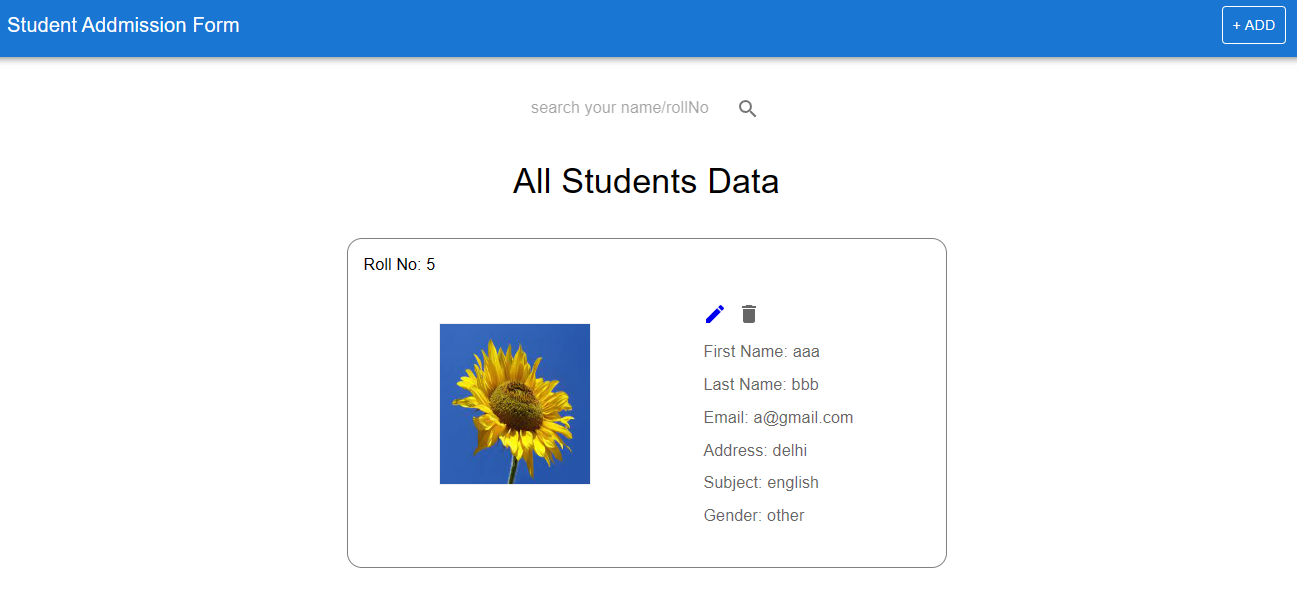 Student Addmission Form
+ ADD
search your name/rollNo
All Students Data
Roll No: 5
First Name: aaa
Last Name: bbb
Email: a@gmail.com
Address: delhi
Subject: english
Gender: other